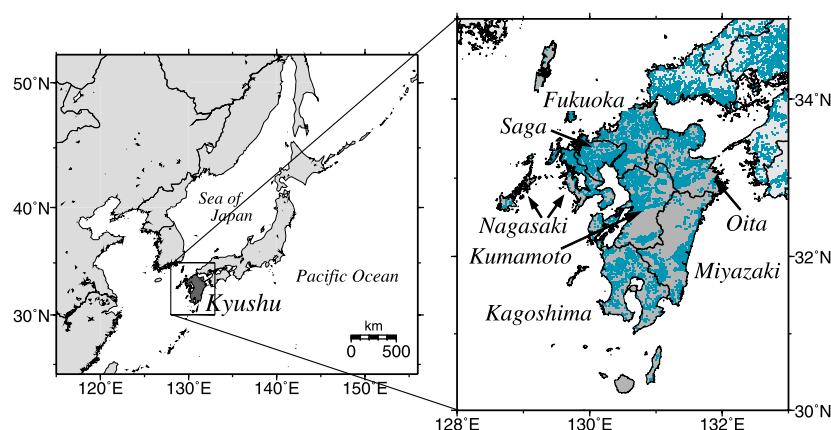 50˚N
40˚N
30˚N
120˚E
130˚E
140˚E
150˚E
Sea of
Japan
Pacific Ocean
Kyushu
km
0
500
Fukuoka
Saga
Nagasaki
Kumamoto
Kagoshima
Oita
Miyazaki
34˚N
32˚N
30˚N
128˚E
130˚E
132˚E